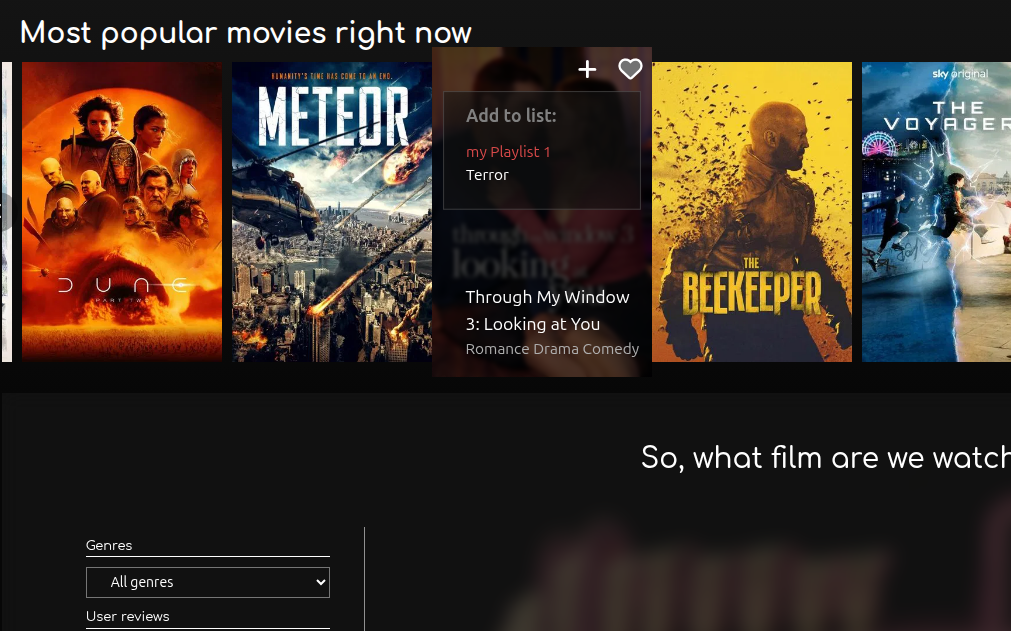 Most popular movies right now
HUMANITY'S TIME HAS COME TO AN END.
METEOR
DUNE
PART TWO
Add to list:
my Playlist 1
Terror
through my window 3
looking at
Through My Window
3: Looking at You
Romance Drama Comedy
THE
BEEKEEPER
sky original
THE
VOYAGER
So, what film are we watch
Genres
All genres
User reviews